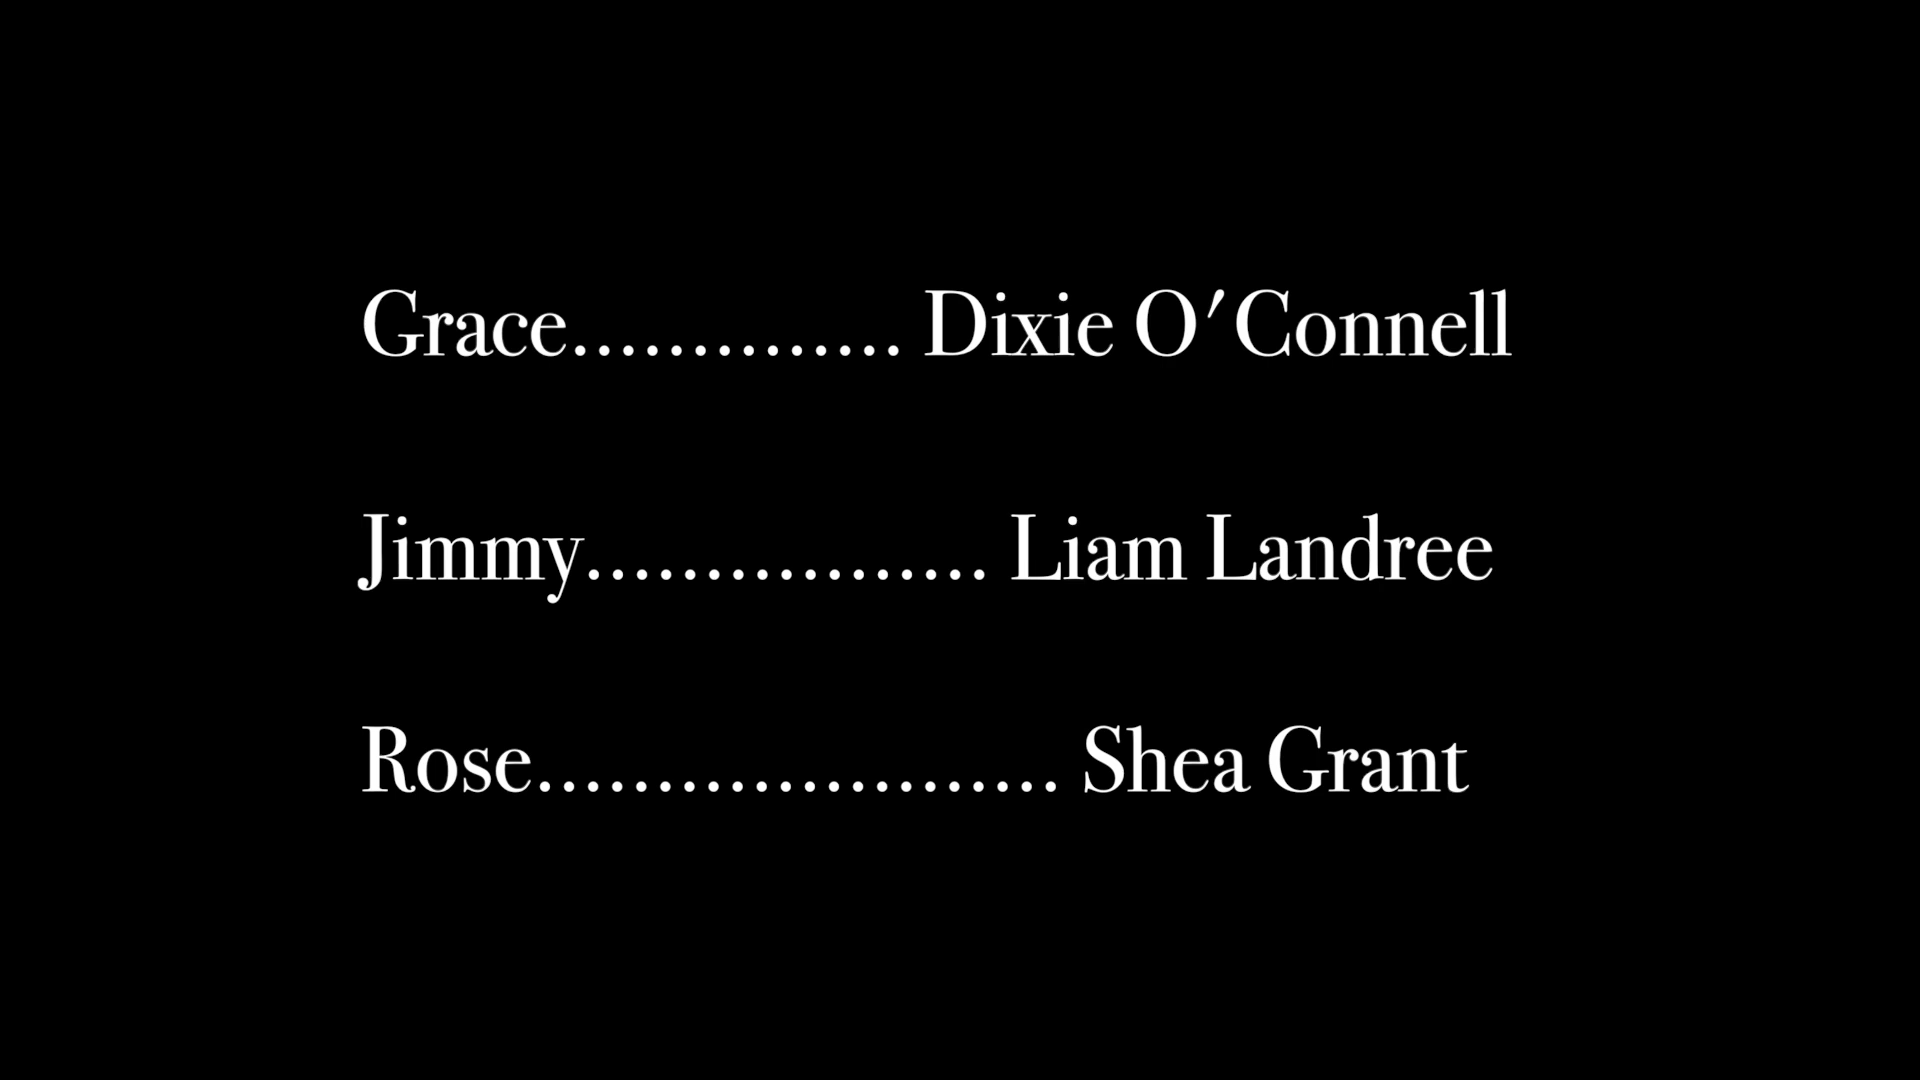 Grace.............. Dixie O'Connell
Jimmy................. Liam Landree
Rose...................... Shea Grant